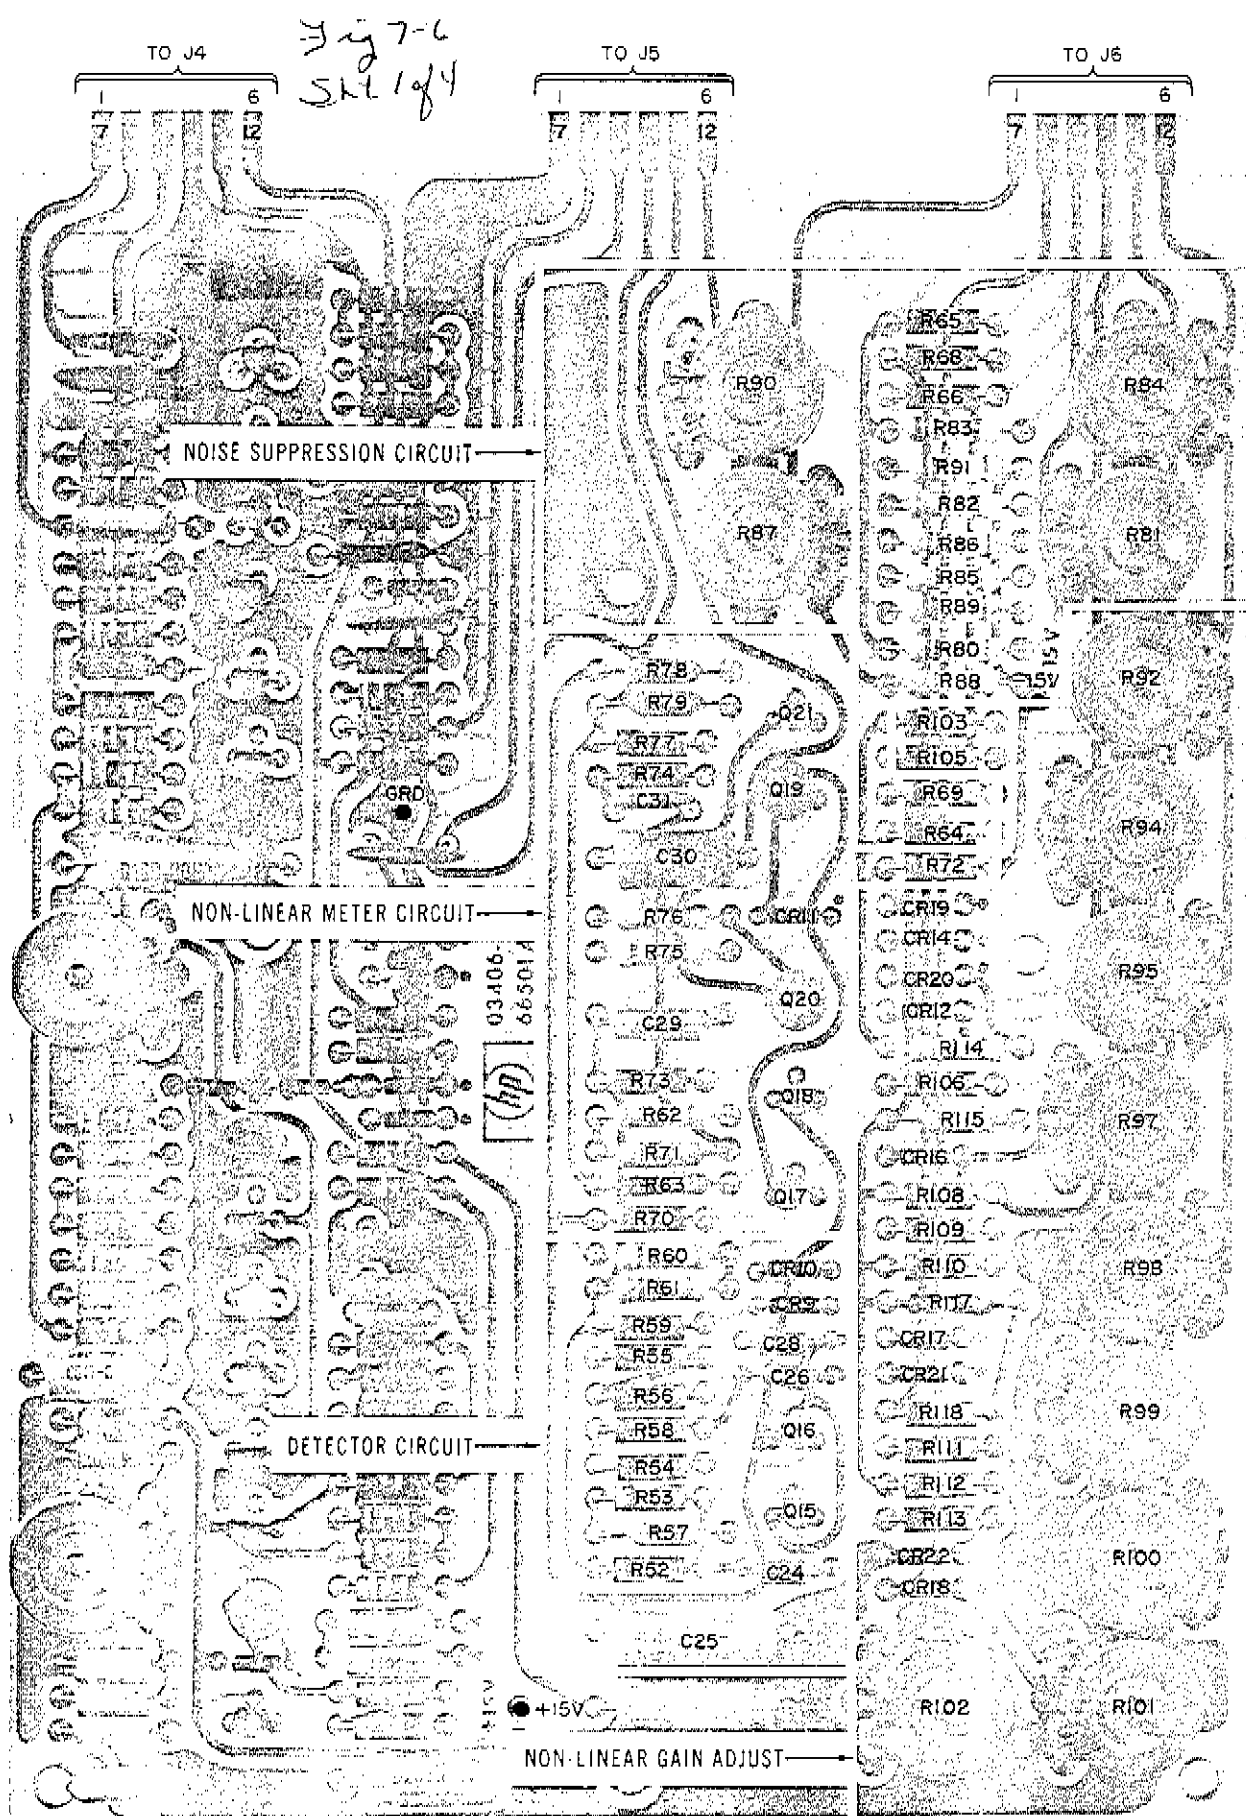 Fig 7-6
Sht. 1 of 4
TO J4
TO J5
TO J6
1 6
7 12
1 6
7 12
1 6
7 12
NOISE SUPPRESSION CIRCUIT
R90
R87
R65
R68
R66
R83
R91
R82
R86
R85
R89
R80
R88
R84
R81
15V
-15V
GRD
NON-LINEAR METER CIRCUIT
03406-
66501
hp
R78
R79
R77
R74
C31
C30
R76
R75
C29
R73
R62
R71
R63
R70
Q21
Q19
CR11
Q20
Q18
Q17
R103
R105
R69
R64
R72
CR19
CR14
CR20
CR12
R114
R106
R115
CR16
R108
R109
R110
R117
CR17
CR21
R118
R111
R112
R113
CR22
CR18
R92
R94
R95
R97
R98
R99
R100
R102
R101
DETECTOR CIRCUIT
R60
R61
R59
R55
R56
R58
R54
R53
R57
R52
CR10
CR9
C28
C26
Q16
Q15
C24
C25
+15V
+15V
NON-LINEAR GAIN ADJUST